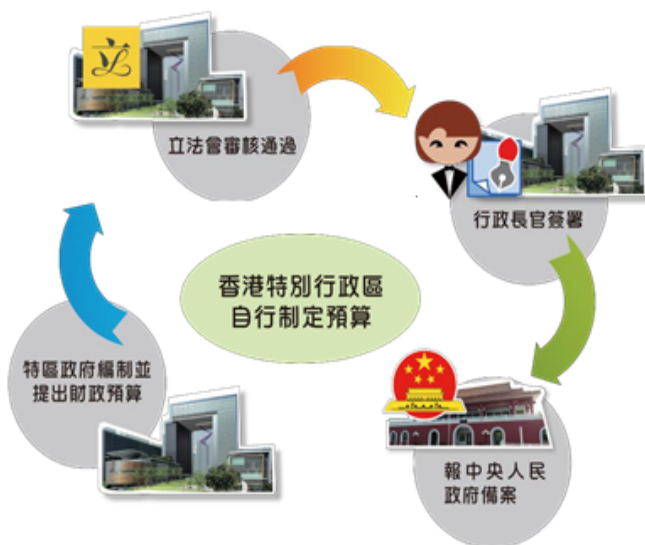 立
立法會審核通過
行政長官簽署
香港特別行政區
自行制定預算
特區政府編制並
提出財政預算
報中央人民
政府備案